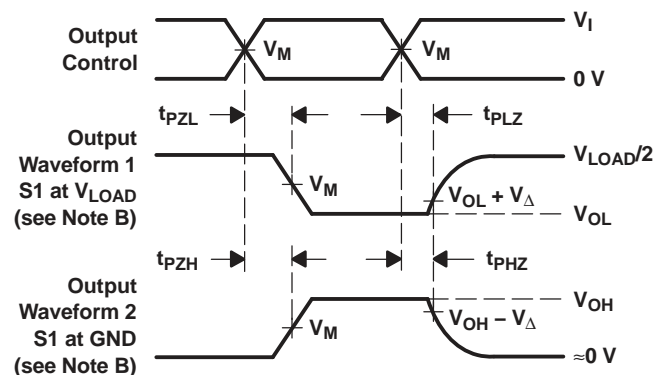 Output
Control
V_M
V_M
V_I
0 V
t_PZL
t_PLZ
Output
Waveform 1
S1 at V_LOAD
(see Note B)
V_M
V_LOAD/2
V_OL + V_Δ
V_OL
t_PZH
t_PHZ
Output
Waveform 2
S1 at GND
(see Note B)
V_M
V_OH
V_OH − V_Δ
≈0 V